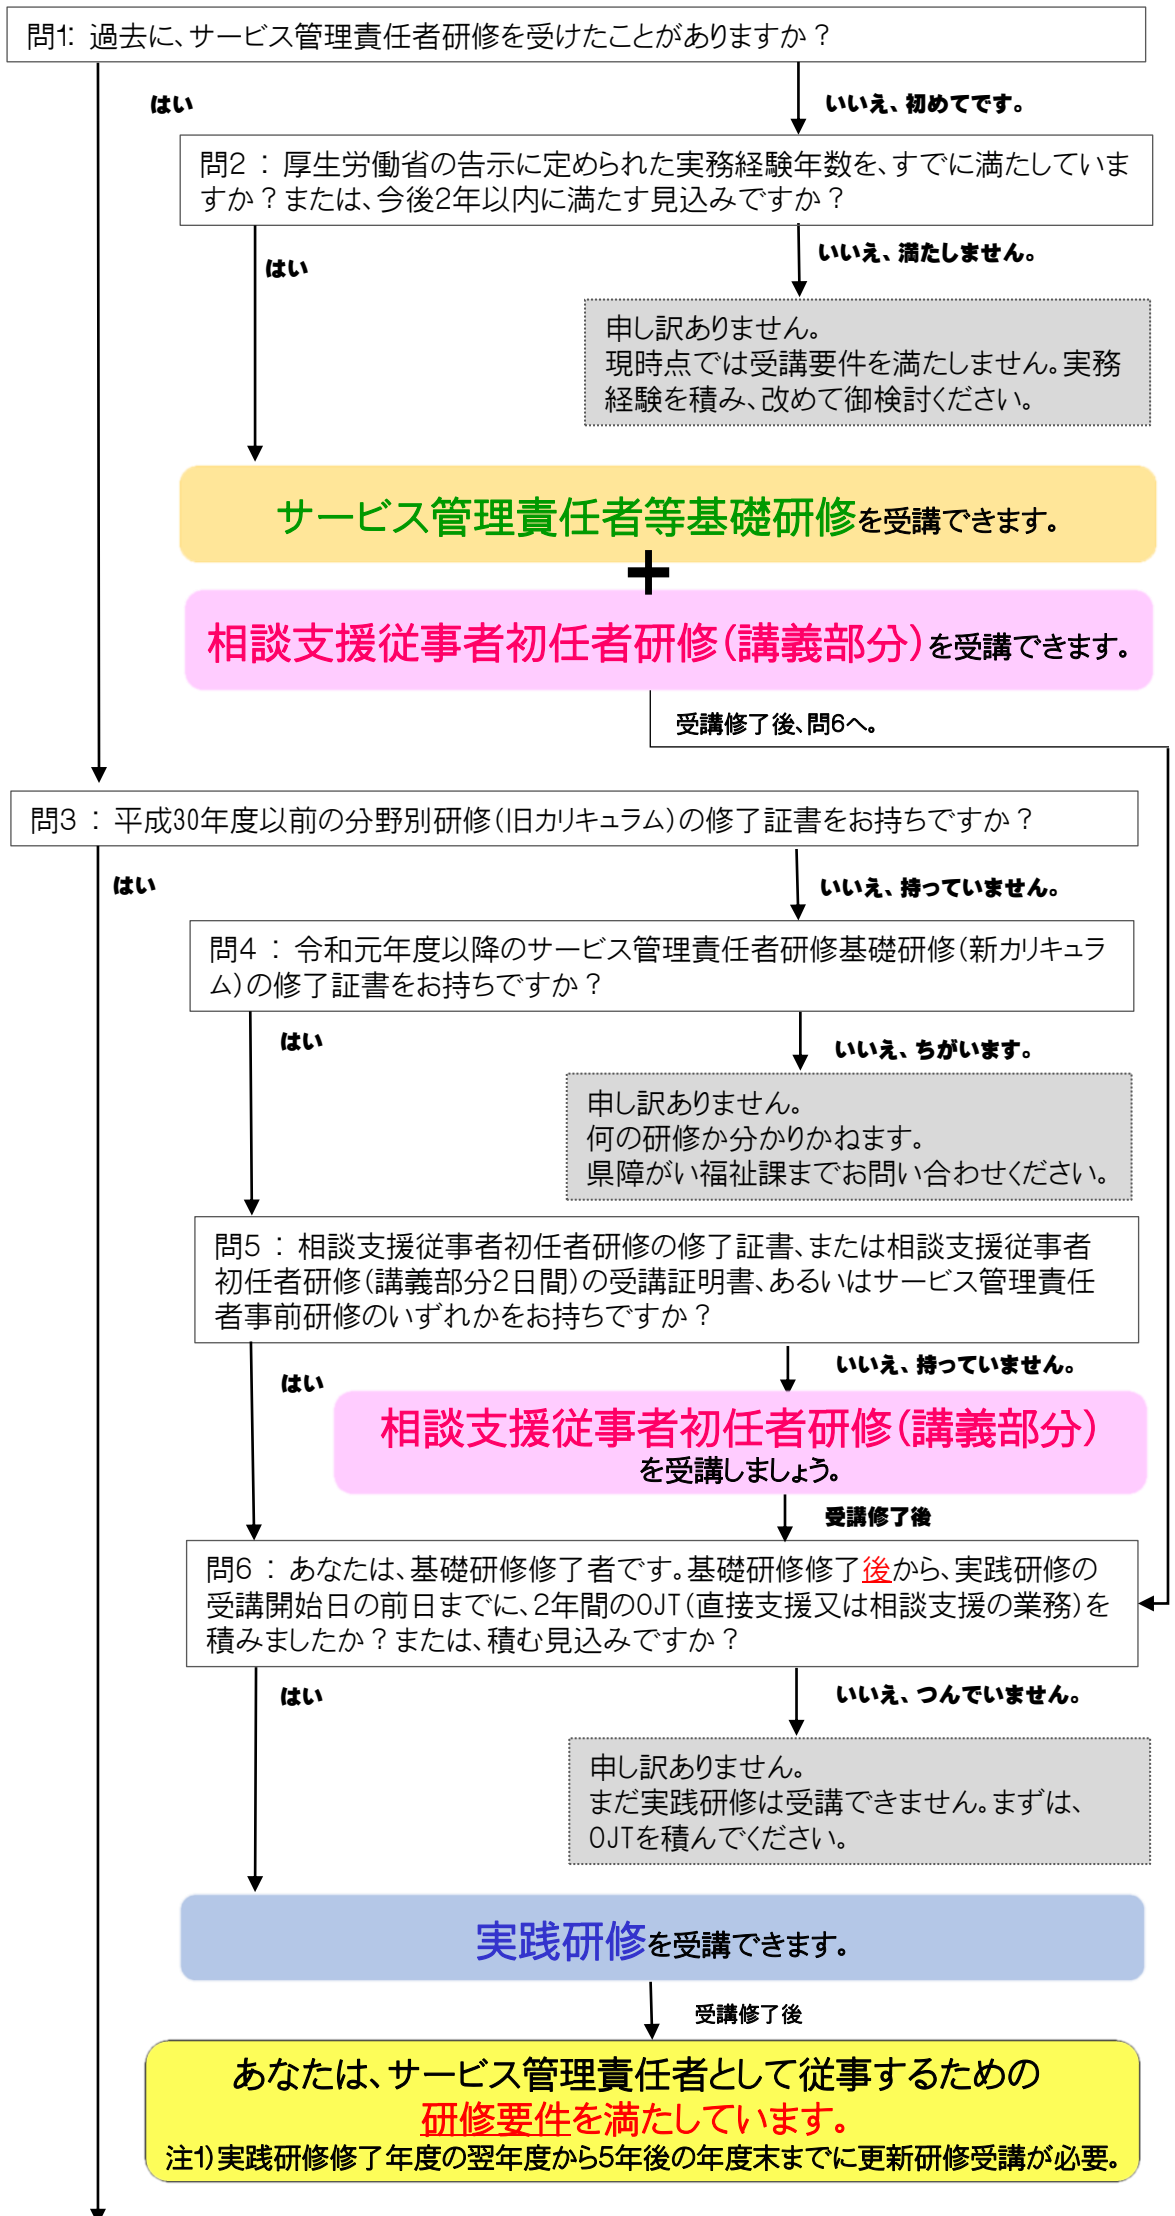 問1: 過去に、サービス管理責任者研修を受けたことがありますか？
はい
いいえ、初めてです。
問2 ： 厚生労働省の告示に定められた実務経験年数を、すでに満たしていま
すか？または、今後2年以内に満たす見込みですか？
はい
いいえ、満たしません。
申し訳ありません。
現時点では受講要件を満たしません。実務
経験を積み、改めて御検討ください。
サービス管理責任者等基礎研修を受講できます。
+
相談支援従事者初任者研修（講義部分）を受講できます。
受講修了後、問6へ。
問3 ： 平成30年度以前の分野別研修（旧カリキュラム）の修了証書をお持ちですか？
はい
いいえ、持っていません。
問4 ： 令和元年度以降のサービス管理責任者研修基礎研修（新カリキュラ
ム）の修了証書をお持ちですか？
はい
いいえ、ちがいます。
申し訳ありません。
何の研修か分かりかねます。
県障がい福祉課までお問い合わせください。
問5 ： 相談支援従事者初任者研修の修了証書、または相談支援従事者
初任者研修（講義部分2日間）の受講証明書、あるいはサービス管理責任
者事前研修のいずれかをお持ちですか？
はい
いいえ、持っていません。
相談支援従事者初任者研修（講義部分）
を受講しましょう。
受講修了後
問6 ： あなたは、基礎研修修了者です。基礎研修修了後から、実践研修の
受講開始日の前日までに、2年間のOJT（直接支援又は相談支援の業務）を
積みましたか？または、積む見込みですか？
はい
いいえ、つんでいません。
申し訳ありません。
まだ実践研修は受講できません。まずは、
OJTを積んでください。
実践研修を受講できます。
受講修了後
あなたは、サービス管理責任者として従事するための
研修要件を満たしています。
注1）実践研修修了年度の翌年度から5年後の年度末までに更新研修受講が必要。